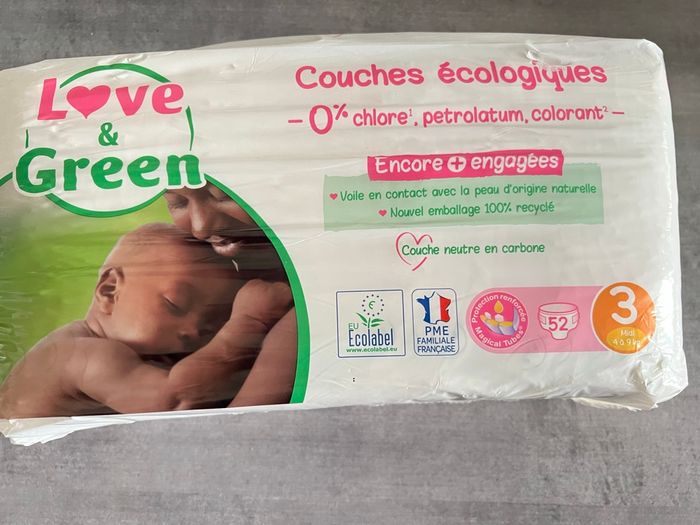 Love
&
Green
Couches écologiques
- 0% chlore¹, petrolatum, colorant² -
Encore + engagées
Voile en contact avec la peau d'origine naturelle
Nouvel emballage 100% recyclé
Couche neutre en carbone
EU
Ecolabel
www.ecolabel.eu
PME
FAMILIALE
FRANÇAISE
Protection renforcée
Magical Tubes
52
3
Midi
4 à 9 kg